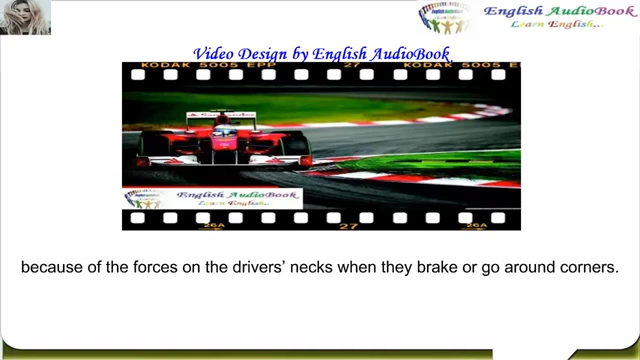 English AudioBook
Learn English...
Video Design by English AudioBook
KODAK 5005 EPP
27
KODAK 5005 E
Santander
English AudioBook
Learn English...
26A
27
26A
because of the forces on the drivers’ necks when they brake or go around corners.